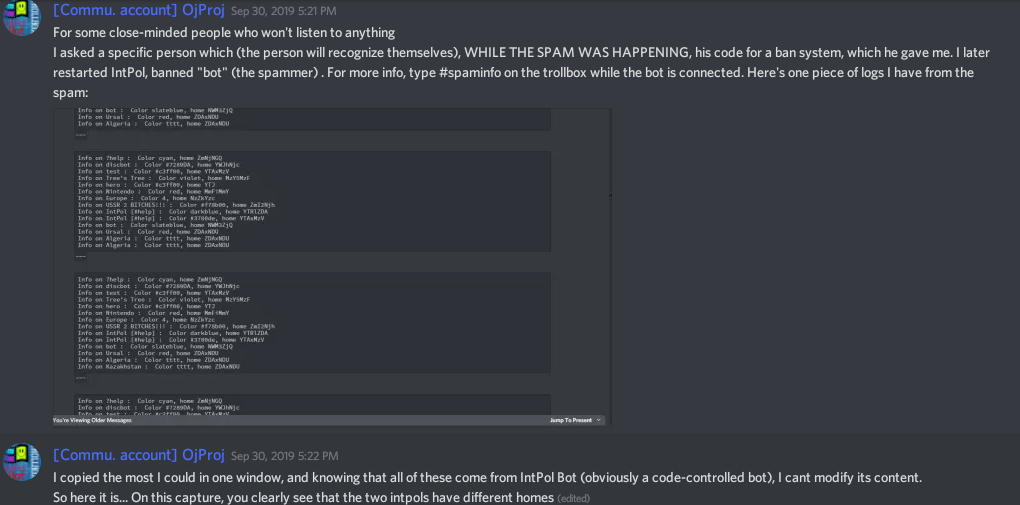 [Commu. account] OjProj Sep 30, 2019 5:21 PM
For some close-minded people who won't listen to anything
I asked a specific person which (the person will recognize themselves), WHILE THE SPAM WAS HAPPENING, his code for a ban system, which he gave me. I later
restarted IntPol, banned "bot" (the spammer) . For more info, type #spaminfo on the trollbox while the bot is connected. Here's one piece of logs I have from the
spam:
Info on bot : Color slateblue, home NWM3ZjQ
Info on Ursal : Color red, home ZDAxNDU
Info on Algeria : Color tttt, home ZDAxNDU
Info on ?help : Color cyan, home ZmNjNGQ
Info on discbot : Color #7289DA, home YWJhNjc
Info on test : Color #c3ff00, home YTAxMzV
Info on Tree's Tree : Color violet, home MzY5MzF
Info on hero : Color #c3ff00, home YTJ
Info on Nintendo : Color red, home MmFiMmY
Info on Europe : Color 4, home NzZkYzc
Info on USSR 2 BITCHES!!! : Color #f78b00, home ZmI2Njh
Info on IntPol [#help] : Color darkblue, home YTRlZDA
Info on IntPol [#help] : Color #3700de, home YTAxMzV
Info on bot : Color slateblue, home NWM3ZjQ
Info on Ursal : Color red, home ZDAxNDU
Info on Algeria : Color tttt, home ZDAxNDU
Info on Algeria : Color tttt, home ZDAxNDU
Info on ?help : Color cyan, home ZmNjNGQ
Info on discbot : Color #7289DA, home YWJhNjc
Info on test : Color #c3ff00, home YTAxMzV
Info on Tree's Tree : Color violet, home MzY5MzF
Info on hero : Color #c3ff00, home YTJ
Info on Nintendo : Color red, home MmFiMmY
Info on Europe : Color 4, home NzZkYzc
Info on USSR 2 BITCHES!!! : Color #f78b00, home ZmI2Njh
Info on IntPol [#help] : Color darkblue, home YTRlZDA
Info on IntPol [#help] : Color #3700de, home YTAxMzV
Info on bot : Color slateblue, home NWM3ZjQ
Info on Ursal : Color red, home ZDAxNDU
Info on Algeria : Color tttt, home ZDAxNDU
Info on Kazakhstan : Color tttt, home ZDAxNDU
Info on ?help : Color cyan, home ZmNjNGQ
Info on discbot : Color #7289DA, home YWJhNjc
You're Viewing Older Messages Jump To Present
[Commu. account] OjProj Sep 30, 2019 5:22 PM
I copied the most I could in one window, and knowing that all of these come from IntPol Bot (obviously a code-controlled bot), I cant modify its content.
So here it is... On this capture, you clearly see that the two intpols have different homes (edited)